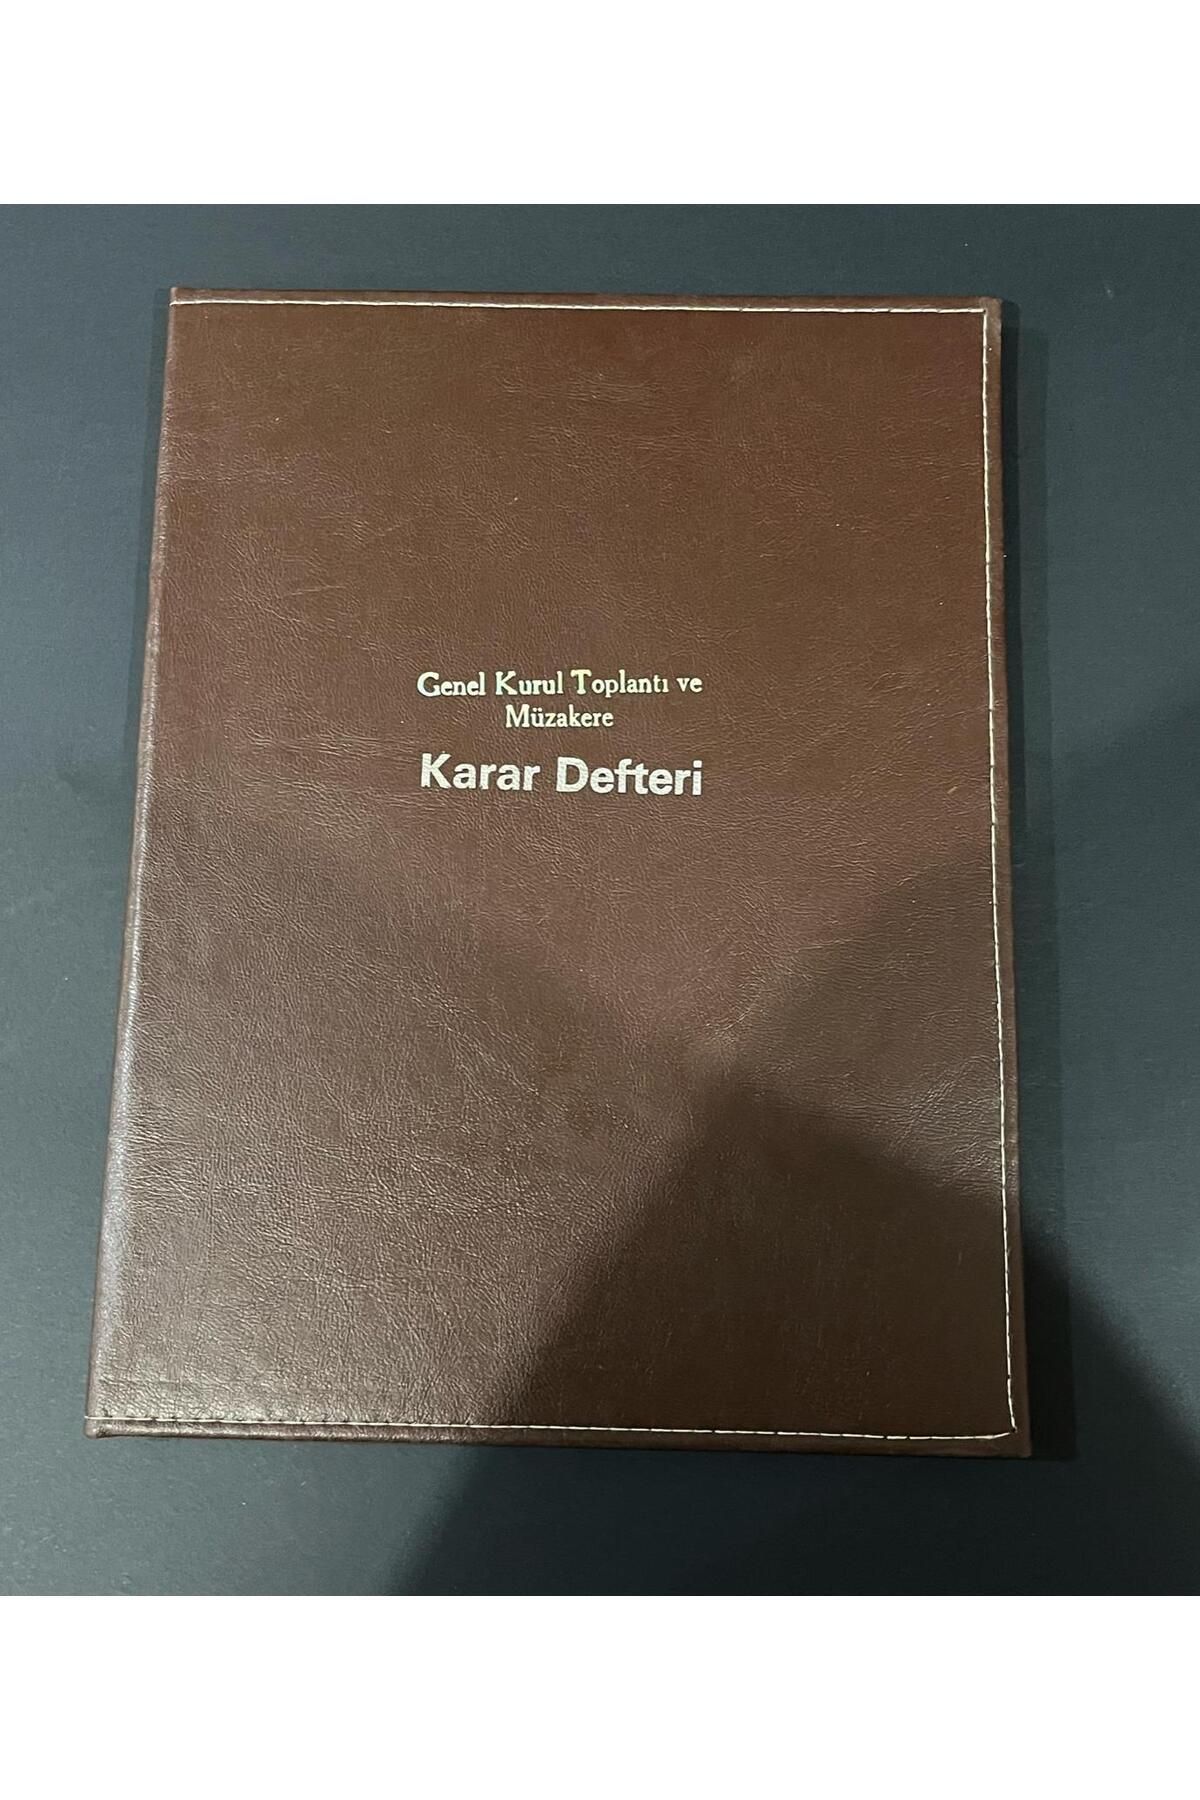 Genel Kurul Toplantı ve
Müzakere
Karar Defteri